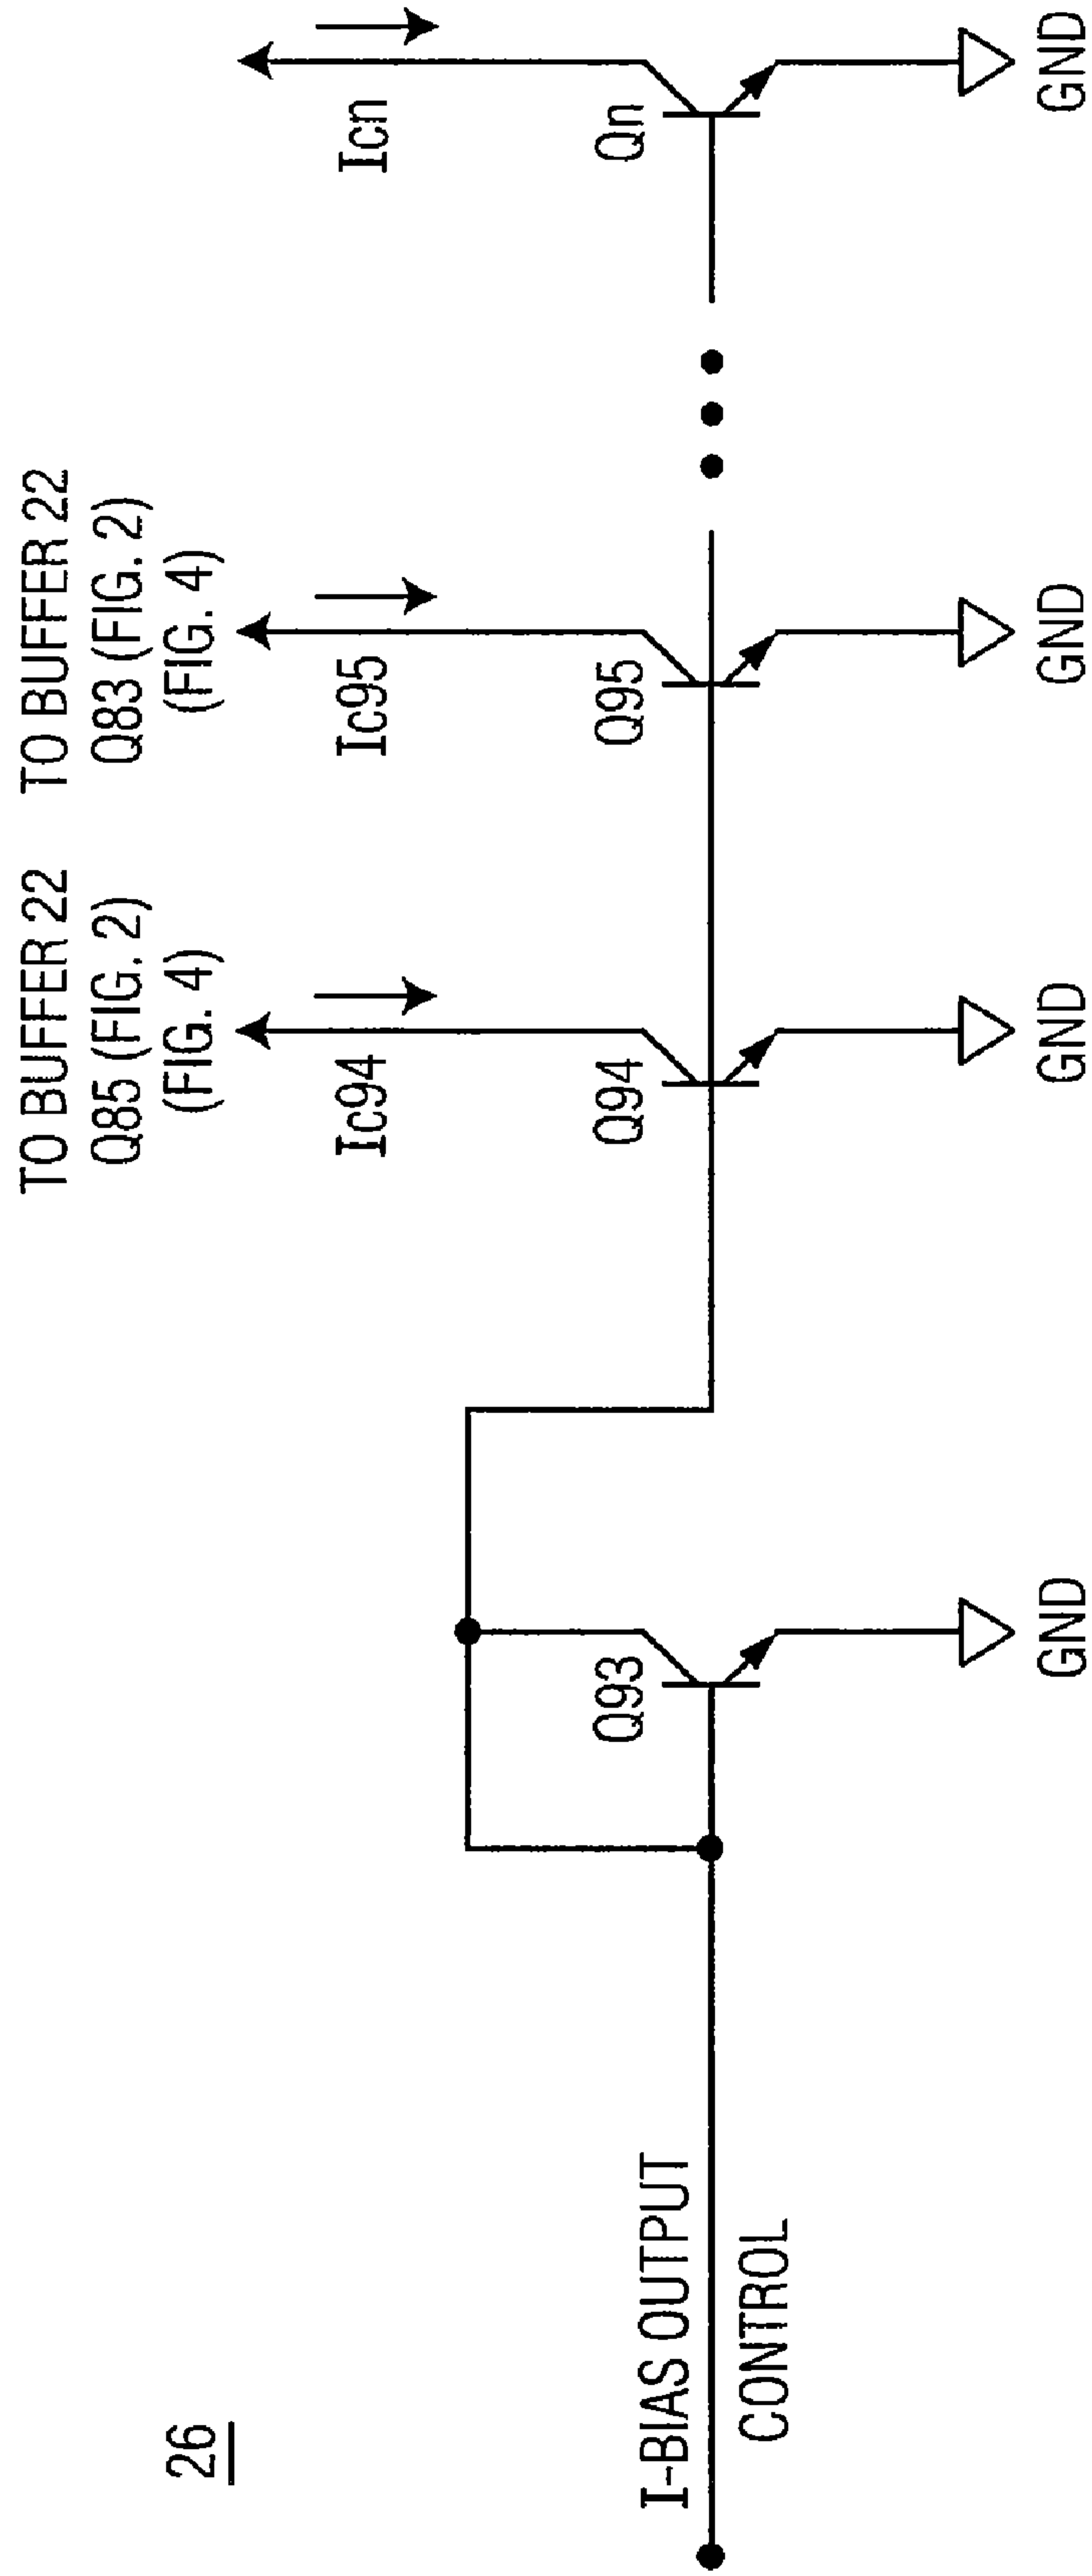 26
I-BIAS OUTPUT
CONTROL
Q93
GND
TO BUFFER 22
Q85 (FIG. 2)
(FIG. 4)
Ic94
Q94
GND
TO BUFFER 22
Q83 (FIG. 2)
(FIG. 4)
Ic95
Q95
GND
Icn
Qn
GND